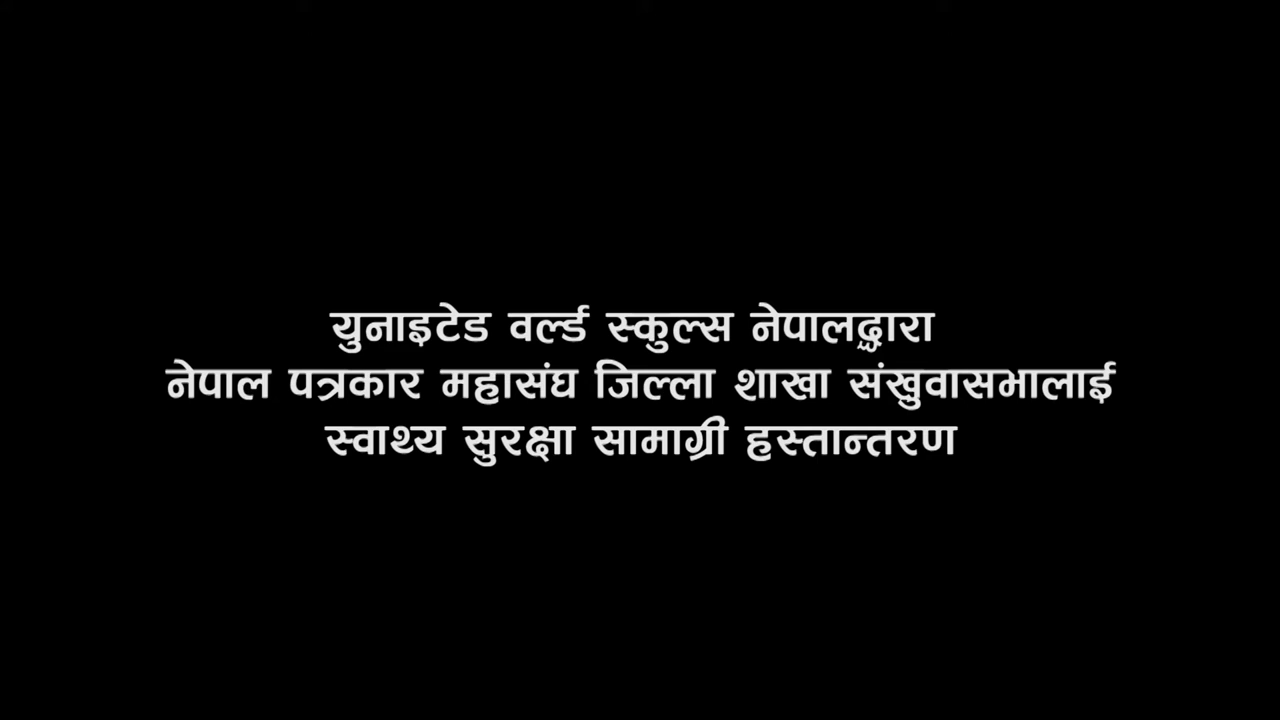 युनाइटेड वर्ल्ड स्कुल्स नेपालद्धारा
नेपाल पत्रकार महासंघ जिल्ला शाखा संखुवासभालाई
स्वाथ्य सुरक्षा सामाग्री हस्तान्तरण